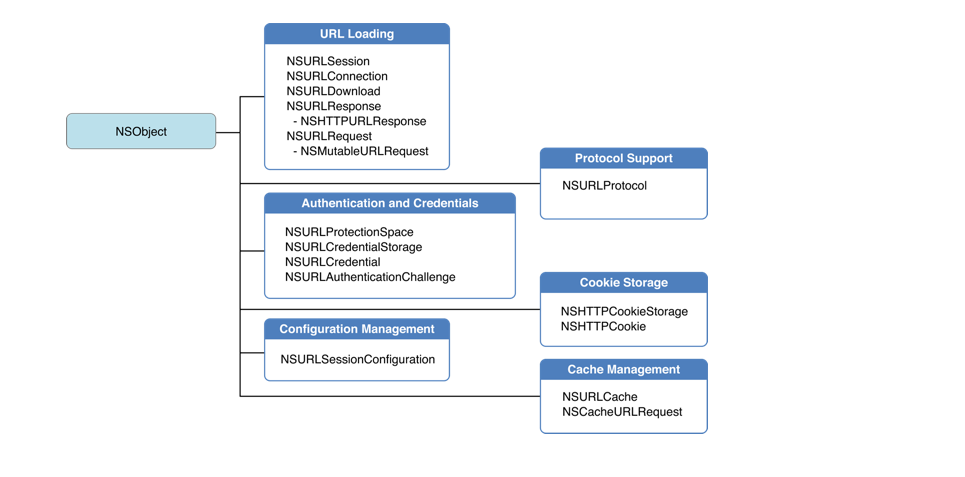 URL Loading
NSURLSession
NSURLConnection
NSURLDownload
NSURLResponse
- NSHTTPURLResponse
NSURLRequest
- NSMutableURLRequest
NSObject
Protocol Support
NSURLProtocol
Authentication and Credentials
NSURLProtectionSpace
NSURLCredentialStorage
NSURLCredential
NSURLAuthenticationChallenge
Cookie Storage
NSHTTPCookieStorage
NSHTTPCookie
Configuration Management
NSURLSessionConfiguration
Cache Management
NSURLCache
NSCacheURLRequest